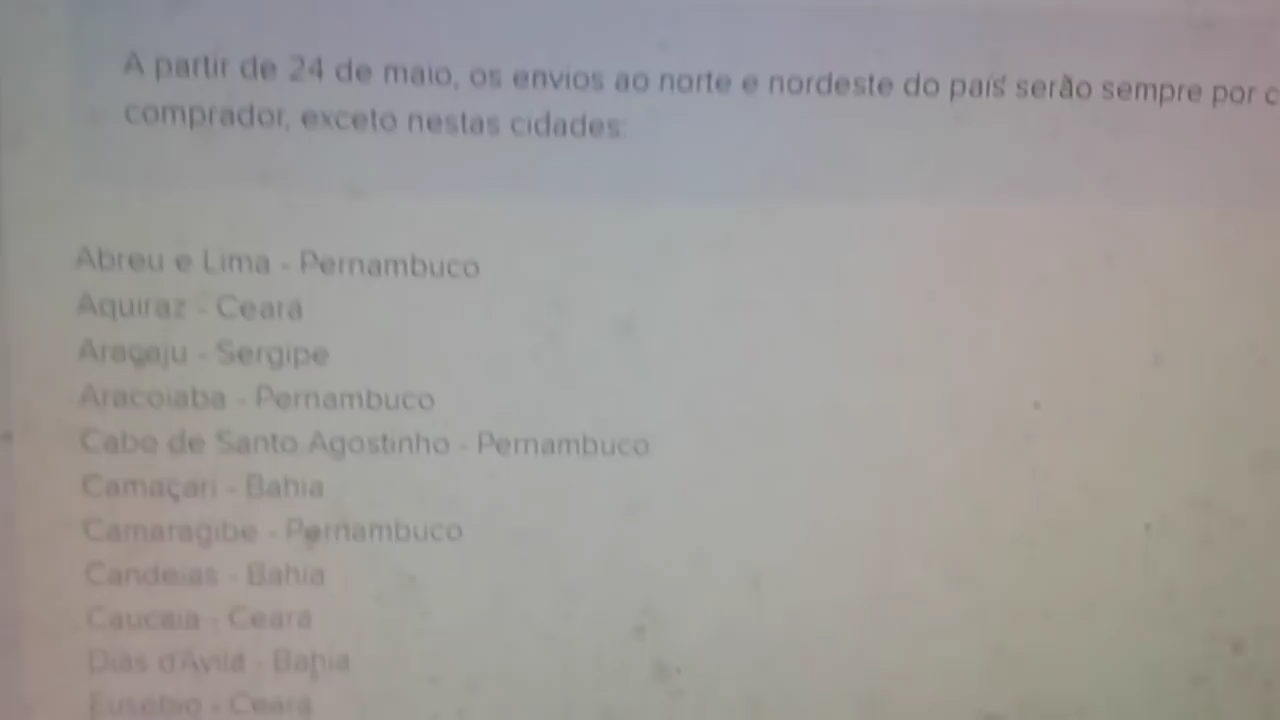 A partir de 24 de maio, os envios ao norte e nordeste do país serão sempre por
comprador, exceto nestas cidades:
Abreu e Lima - Pernambuco
Aquiraz - Ceará
Aracaju - Sergipe
Aracoiaba - Pernambuco
Cabo de Santo Agostinho - Pernambuco
Camaçari - Bahia
Camaragibe - Pernambuco
Candeias - Bahia
Caucaia - Ceará
Dias d'Ávila - Bahia
Eusébio - Ceará